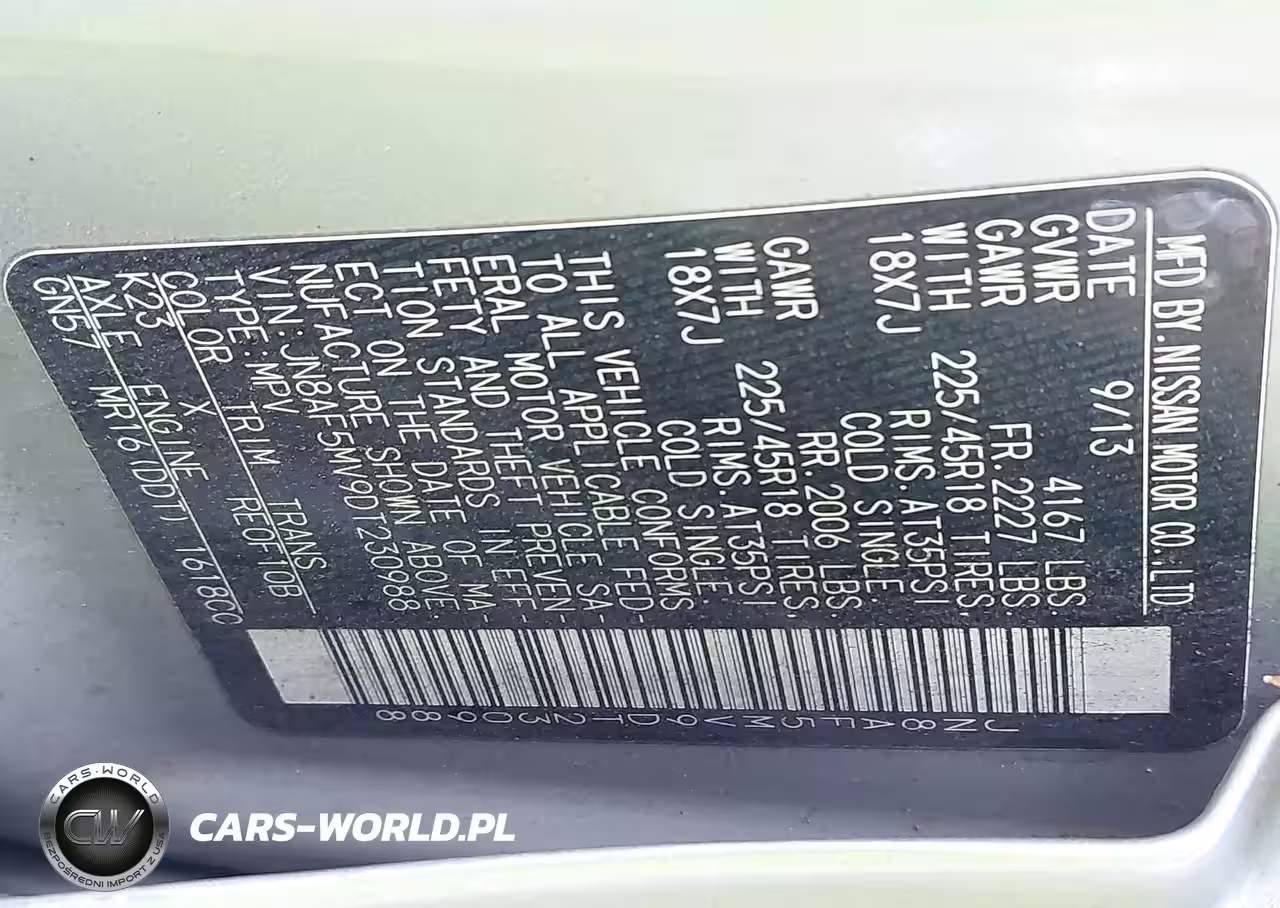 MFD BY. NISSAN MOTOR CO., LTD
DATE 9/13
GVWR 4167 LBS.
GAWR FR. 2227 LBS
WITH 225/45R18 TIRES,
18X7J RIMS. AT35PSI
COLD SINGLE.
GAWR RR. 2006 LBS
WITH 225/45R18 TIRES,
18X7J RIMS. AT35PSI
COLD SINGLE.
THIS VEHICLE CONFORMS
TO ALL APPLICABLE FED-
ERAL MOTOR VEHICLE SA-
FETY AND THEFT PREVEN-
TION STANDARDS IN EFF-
ECT ON THE DATE OF MA-
NUFACTURE SHOWN ABOVE.
VIN:JN8AF5MV9DT230988
TYPE:MPV
COLOR TRIM TRANS
K23 X REOF10B
AXLE ENGINE
GN57 MR16(DDT) 1618CC
JN8AF5MV9DT230988
CARS-WORLD
CW
BEZPOŚREDNI IMPORT Z USA
CARS-WORLD.PL